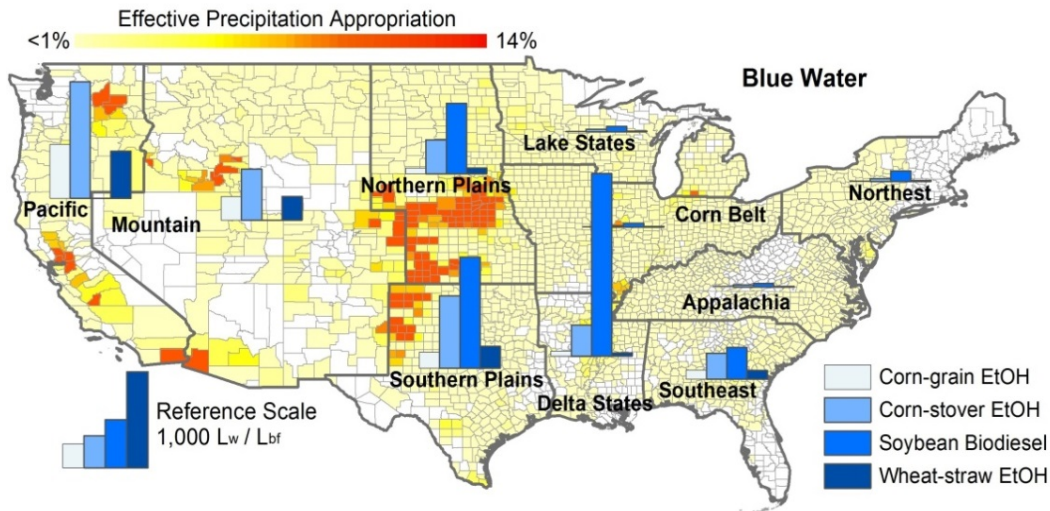 Effective Precipitation Appropriation
<1%
14%
Blue Water
Lake States
Northern Plains
Northest
Pacific
Mountain
Corn Belt
Appalachia
Southern Plains
Delta States
Southeast
Reference Scale
1,000 Lw / Lbf
Corn-grain EtOH
Corn-stover EtOH
Soybean Biodiesel
Wheat-straw EtOH